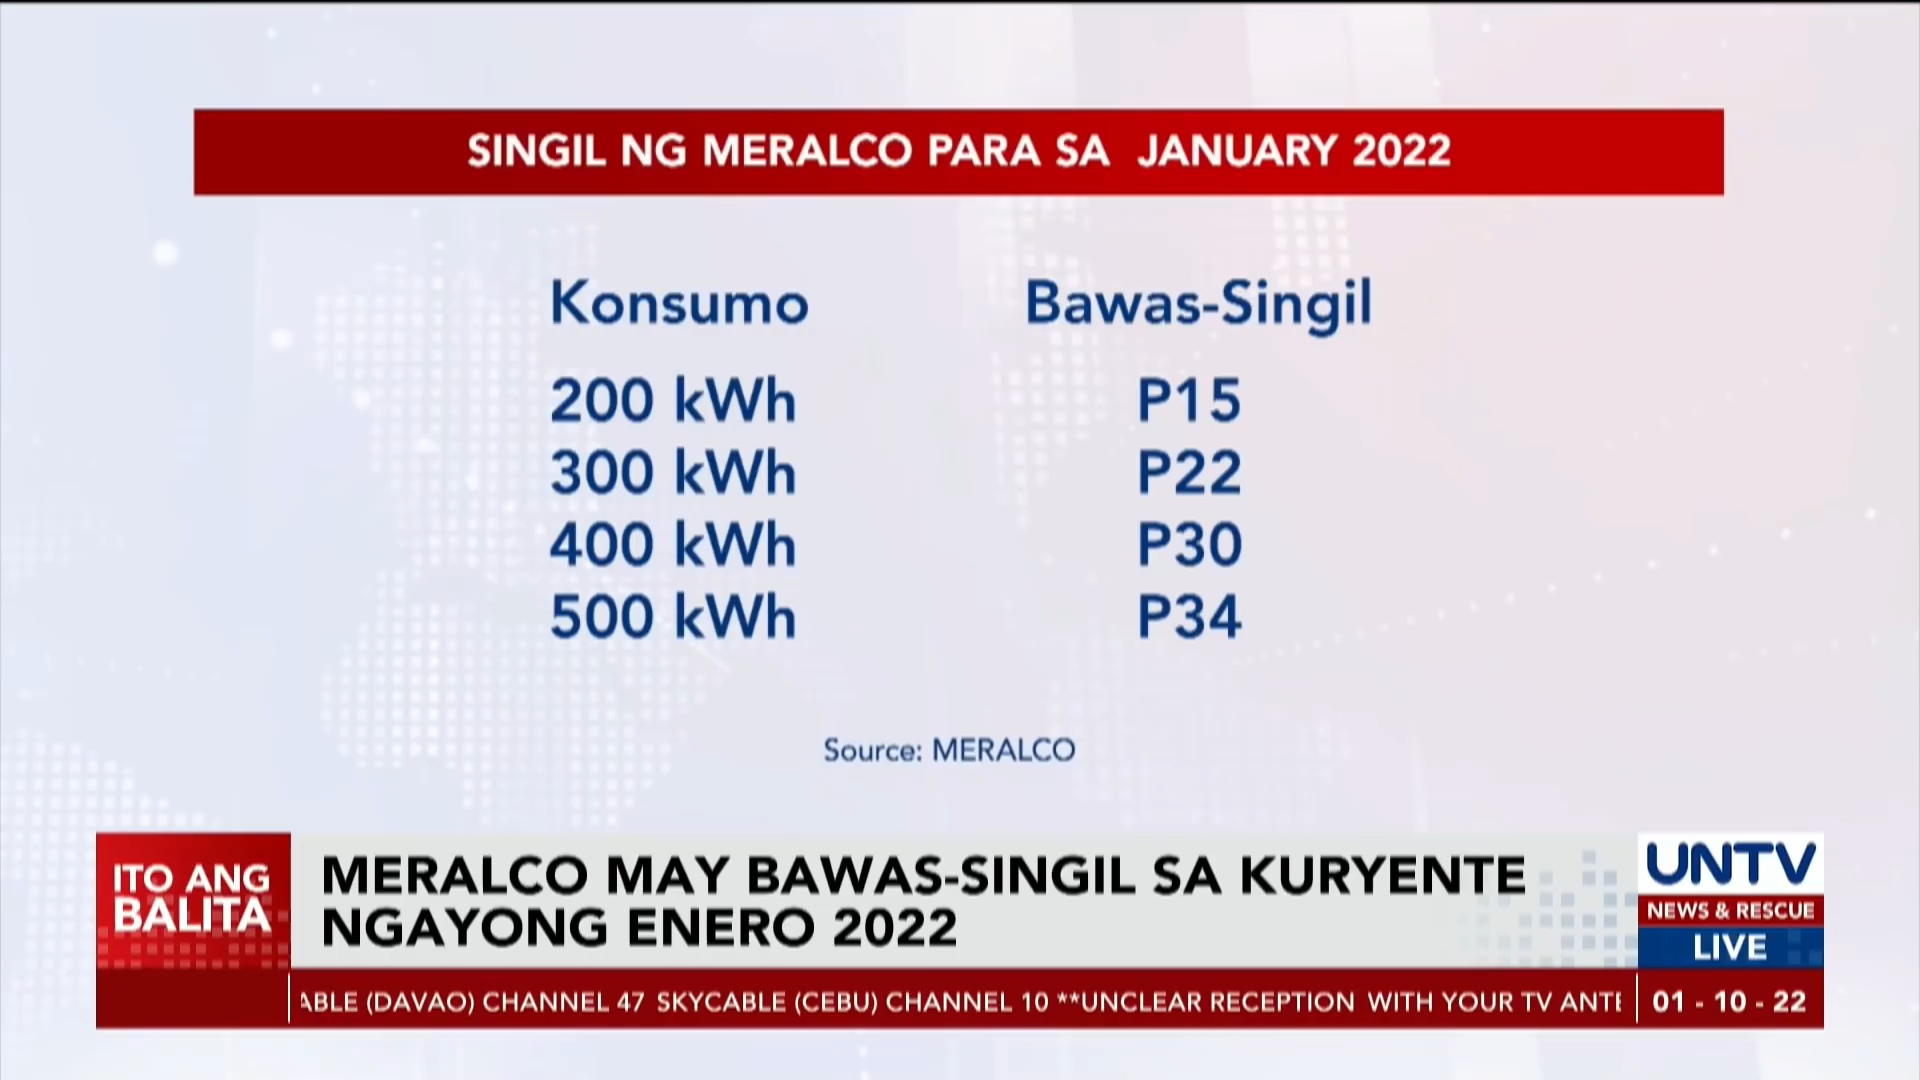 SINGIL NG MERALCO PARA SA JANUARY 2022
Konsumo Bawas-Singil
200 kWh P15
300 kWh P22
400 kWh P30
500 kWh P34
Source: MERALCO
ITO ANG
BALITA
MERALCO MAY BAWAS-SINGIL SA KURYENTE
NGAYONG ENERO 2022
UNTV
NEWS & RESCUE
LIVE
ABLE (DAVAO) CHANNEL 47 SKYCABLE (CEBU) CHANNEL 10 **UNCLEAR RECEPTION WITH YOUR TV ANTE
01 - 10 - 22